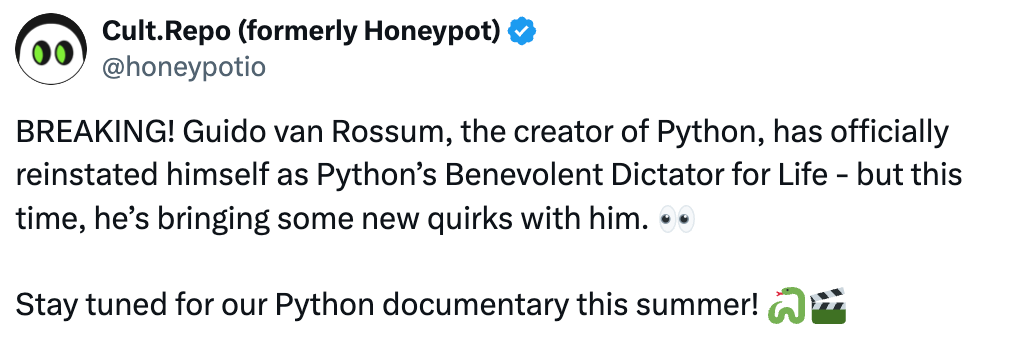 Cult.Repo (formerly Honeypot)
@honeypotio
BREAKING! Guido van Rossum, the creator of Python, has officially
reinstated himself as Python’s Benevolent Dictator for Life - but this
time, he’s bringing some new quirks with him. 👀
Stay tuned for our Python documentary this summer! 🐍🎬